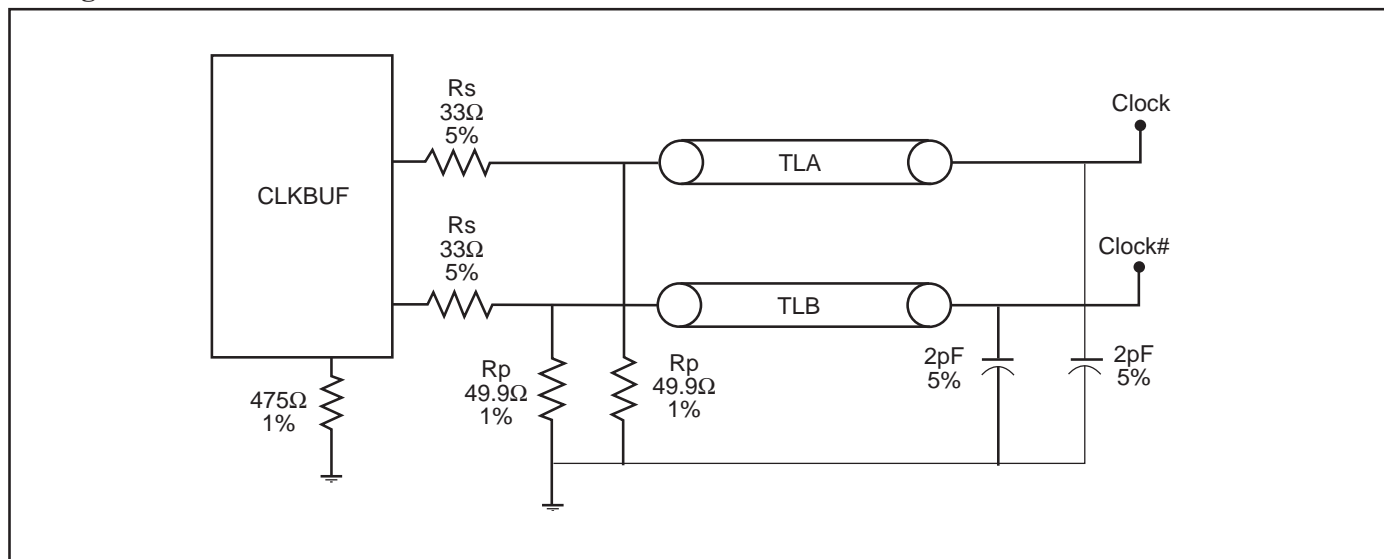 Rs
33Ω
5%
Clock
TLA
CLKBUF
Rs
33Ω
5%
Clock#
TLB
475Ω
1%
Rp
49.9Ω
1%
Rp
49.9Ω
1%
2pF
5%
2pF
5%